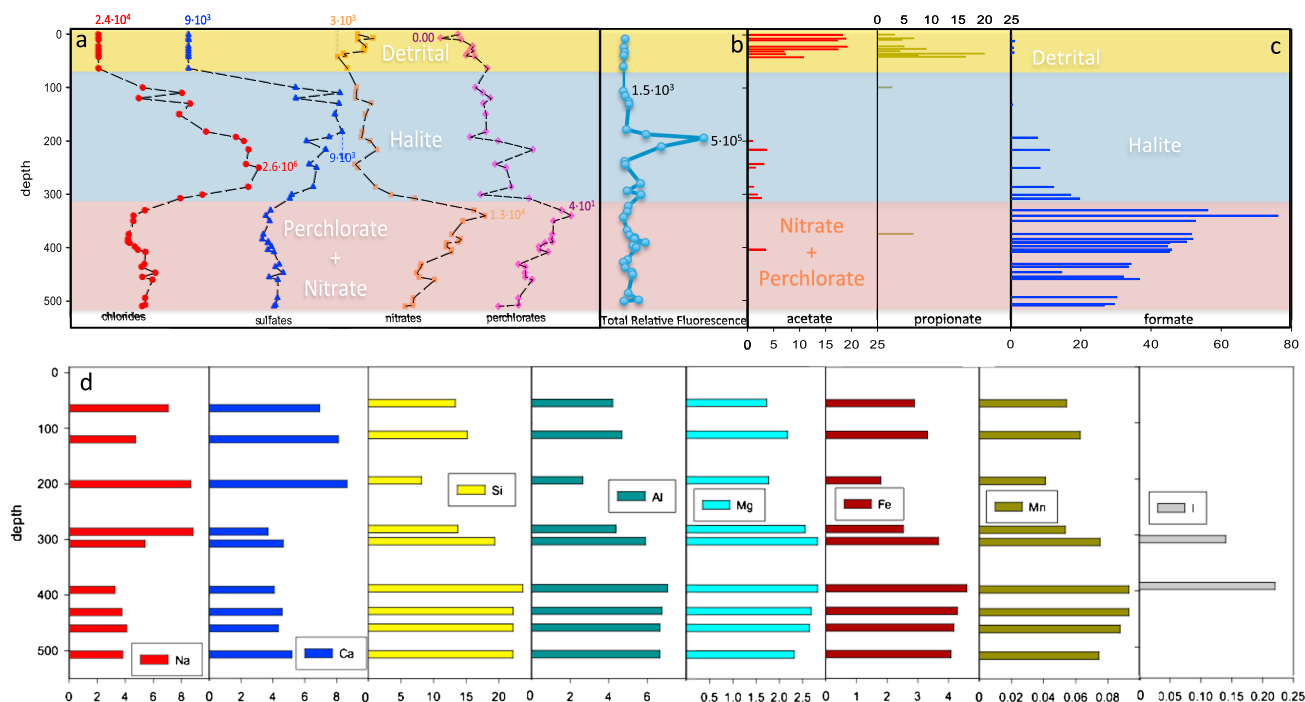 2.4·10⁴ 9·10³ 3·10³ 0 5 10 15 20 25
a 0.00 b c
Detrital Detrital
0
100
200
300
400
500
depth
1.5·10³
Halite Halite
5·10⁵
9·10³
2.6·10⁶
4·10¹
1.3·10⁴
Perchlorate
+
Nitrate
Nitrate
+
Perchlorate
chlorides sulfates nitrates perchlorates Total Relative Fluorescence acetate propionate formate
0 5 10 15 20 25 0 20 40 60 80
d
0
100
200
300
400
500
depth
Na Ca Si Al Mg Fe Mn I
0 2 4 6 8 0 2 4 6 8 0 5 10 15 20 0 2 4 6 0.5 1.0 1.5 2.0 2.5 0 1 2 3 4 0 0.02 0.04 0.06 0.08 0 0.05 0.10 0.15 0.20 0.25